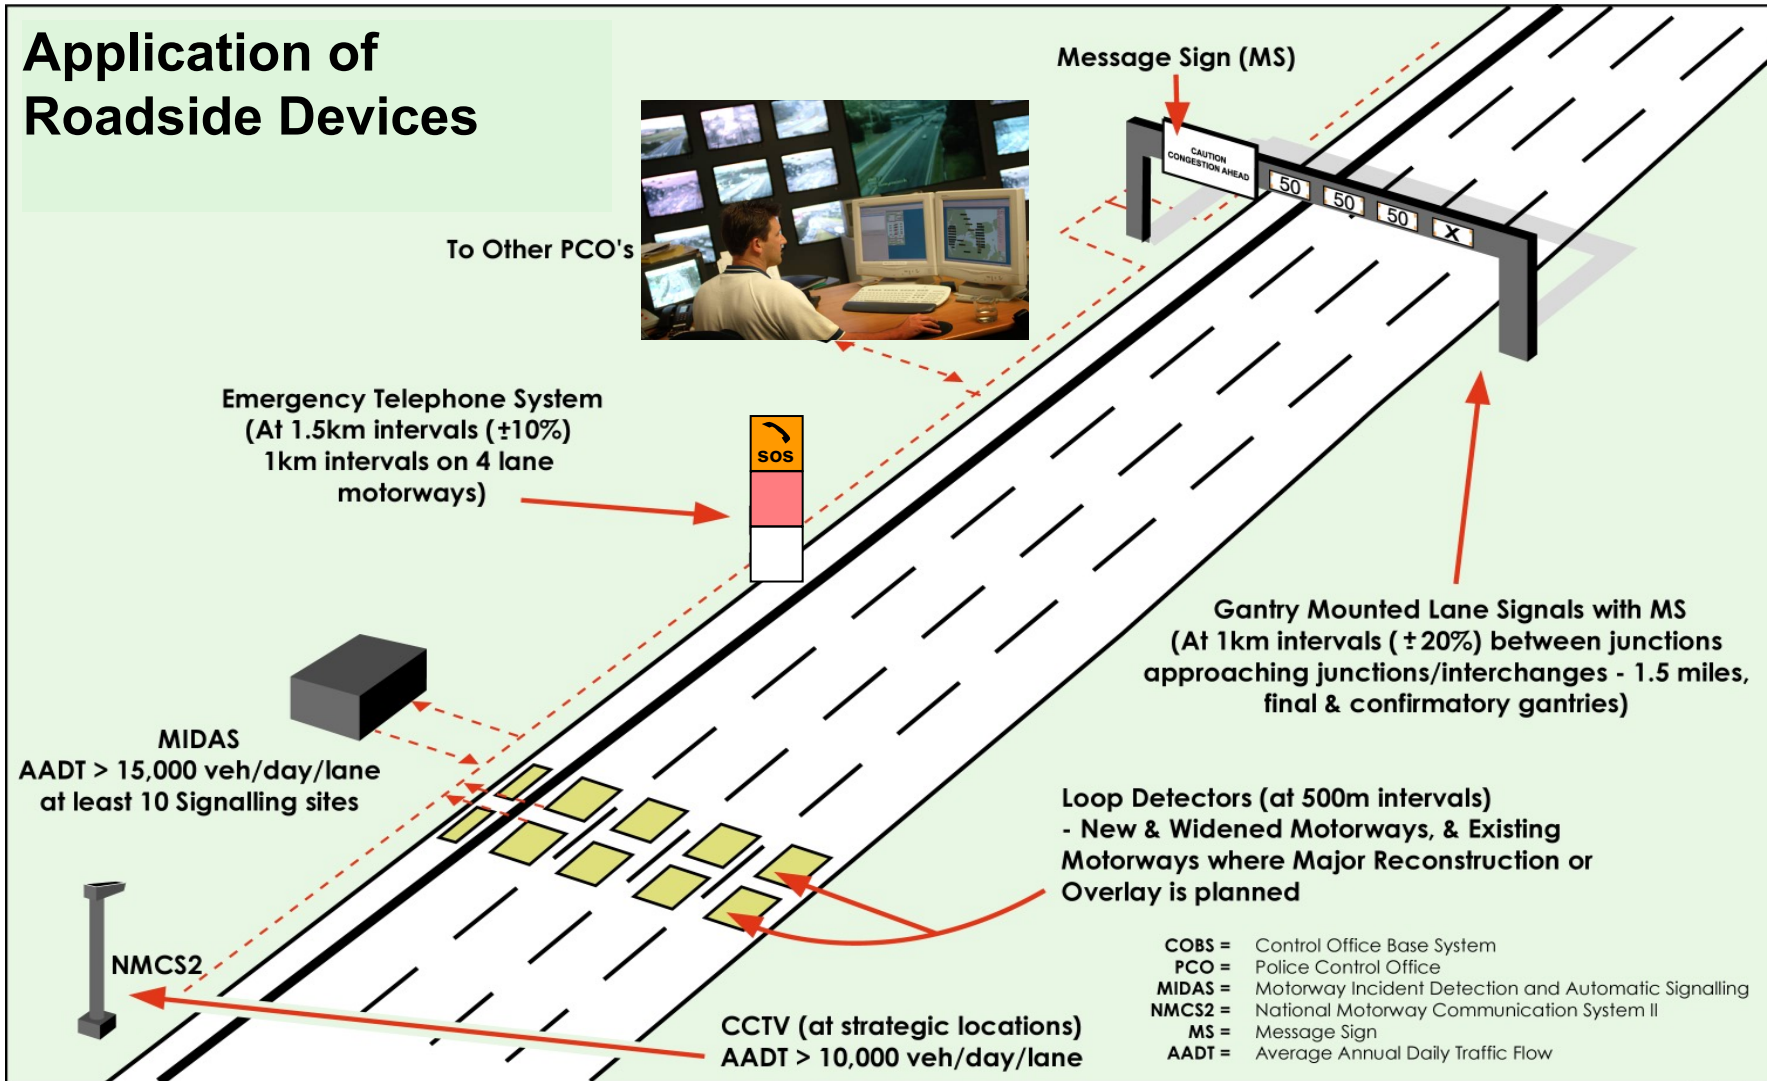 Application of
Roadside Devices
Message Sign (MS)
CAUTION
CONGESTION AHEAD
50
50
50
X
To Other PCO's
Emergency Telephone System
(At 1.5km intervals (±10%)
1km intervals on 4 lane
motorways)
SOS
Gantry Mounted Lane Signals with MS
(At 1km intervals (±20%) between junctions
approaching junctions/interchanges - 1.5 miles,
final & confirmatory gantries)
MIDAS
AADT > 15,000 veh/day/lane
at least 10 Signalling sites
Loop Detectors (at 500m intervals)
- New & Widened Motorways, & Existing
Motorways where Major Reconstruction or
Overlay is planned
NMCS2
CCTV (at strategic locations)
AADT > 10,000 veh/day/lane
COBS = Control Office Base System
PCO = Police Control Office
MIDAS = Motorway Incident Detection and Automatic Signalling
NMCS2 = National Motorway Communication System II
MS = Message Sign
AADT = Average Annual Daily Traffic Flow